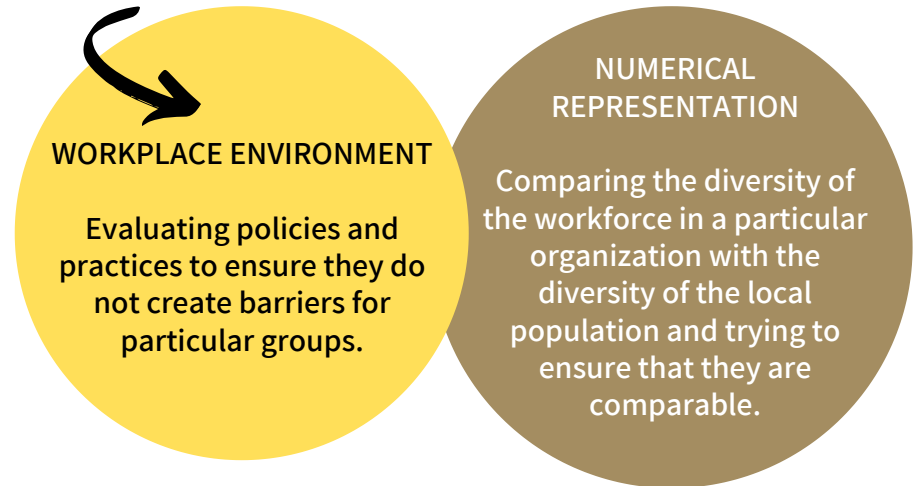 WORKPLACE ENVIRONMENT
Evaluating policies and
practices to ensure they do
not create barriers for
particular groups.
NUMERICAL
REPRESENTATION
Comparing the diversity of
the workforce in a particular
organization with the
diversity of the local
population and trying to
ensure that they are
comparable.